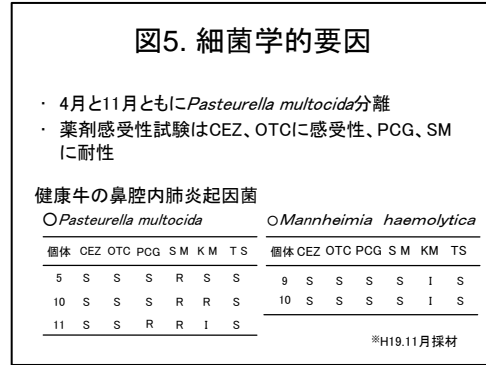 図5. 細菌学的要因
・ 4月と11月ともにPasteurella multocida分離
・ 薬剤感受性試験はCEZ、OTCに感受性、PCG、SM
に耐性
健康牛の鼻腔内肺炎起因菌
○Pasteurella multocida
個体 CEZ OTC PCG SM KM TS
5 S S S R S S
10 S S S R R S
11 S S R R I S
○Mannheimia haemolytica
個体 CEZ OTC PCG SM KM TS
9 S S S S I S
10 S S S S I S
※H19.11月採材